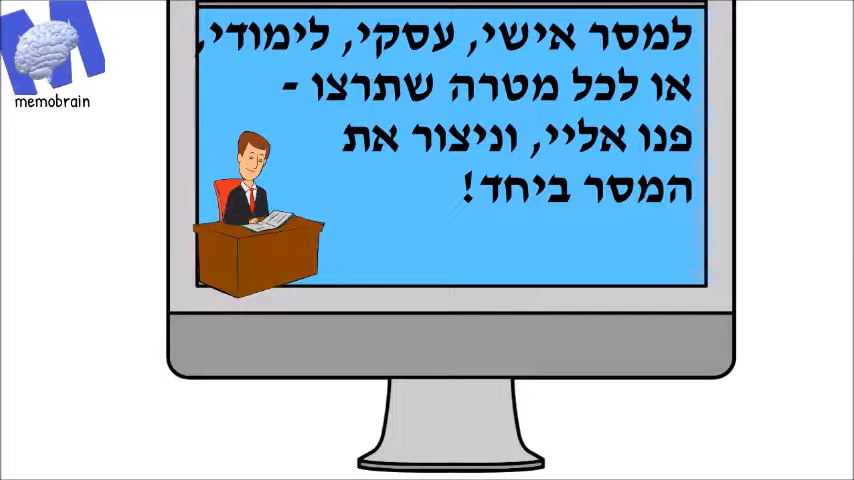 למסר אישי, עסקי, לימודי,
או לכל מטרה שתרצו -
פנו אליי, וניצור את
המסר ביחד!
memobrain